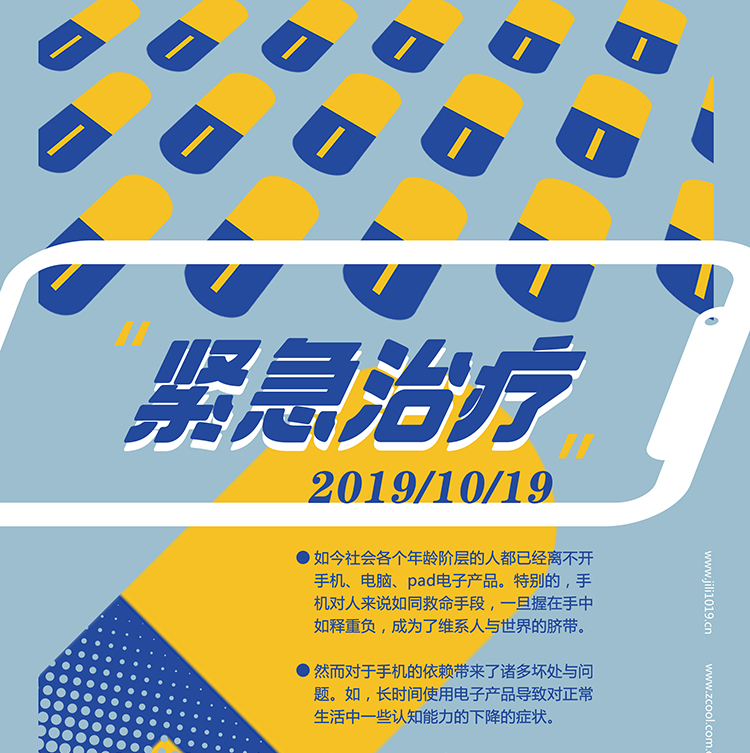 "紧急治疗"
2019/10/19
●如今社会各个年龄阶层的人都已经离不开
手机、电脑、pad电子产品。特别的，手
机对人来说如同救命手段，一旦握在手中
如释重负，成为了维系人与世界的脐带。
●然而对于手机的依赖带来了诸多坏处与问
题。如，长时间使用电子产品导致对正常
生活中一些认知能力的下降的症状。
www.jili1019.cn
www.zcool.com